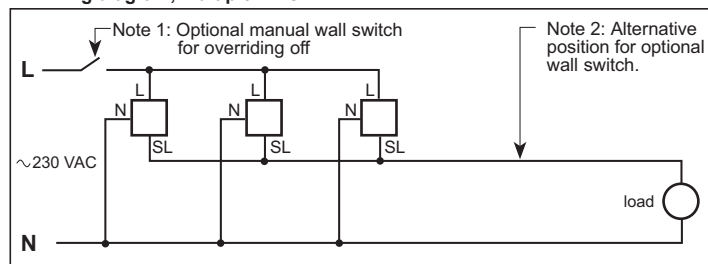 Note 1: Optional manual wall switch
for overriding off
Note 2: Alternative
position for optional
wall switch.
L
L
L
L
N
N
N
SL
SL
SL
~230 VAC
load
N